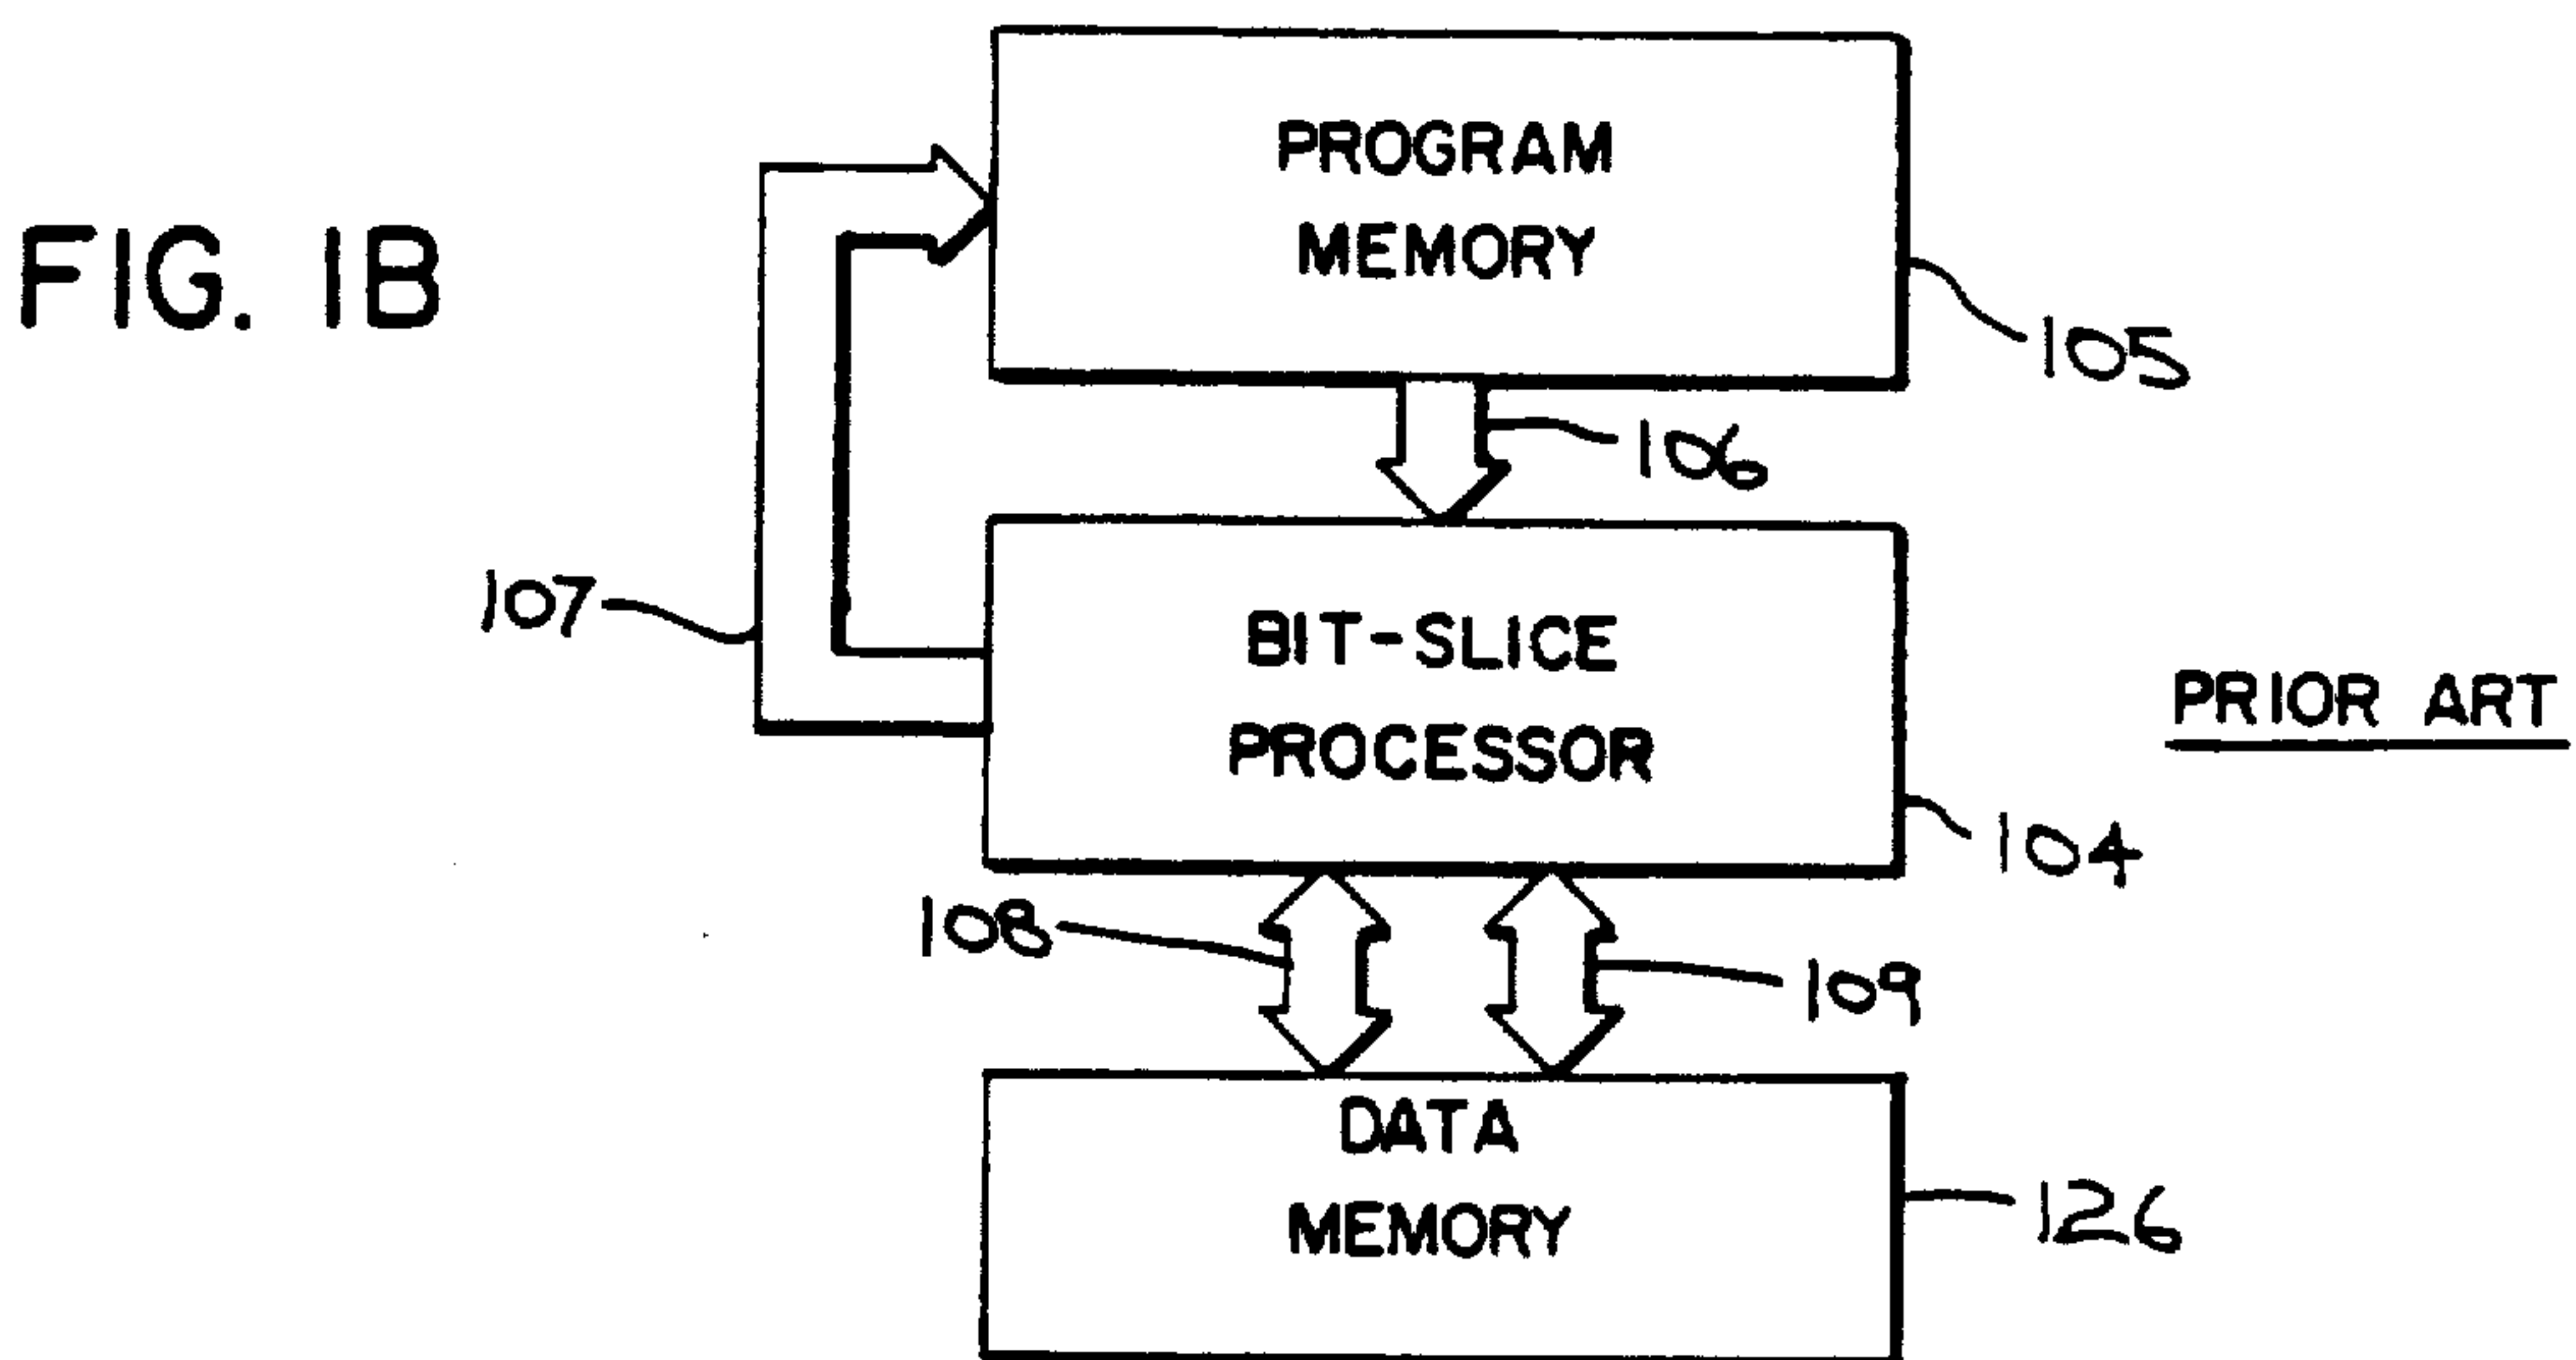 FIG. 1B
PROGRAM
MEMORY
105
106
107
BIT-SLICE
PROCESSOR
PRIOR ART
104
108
109
DATA
MEMORY
126